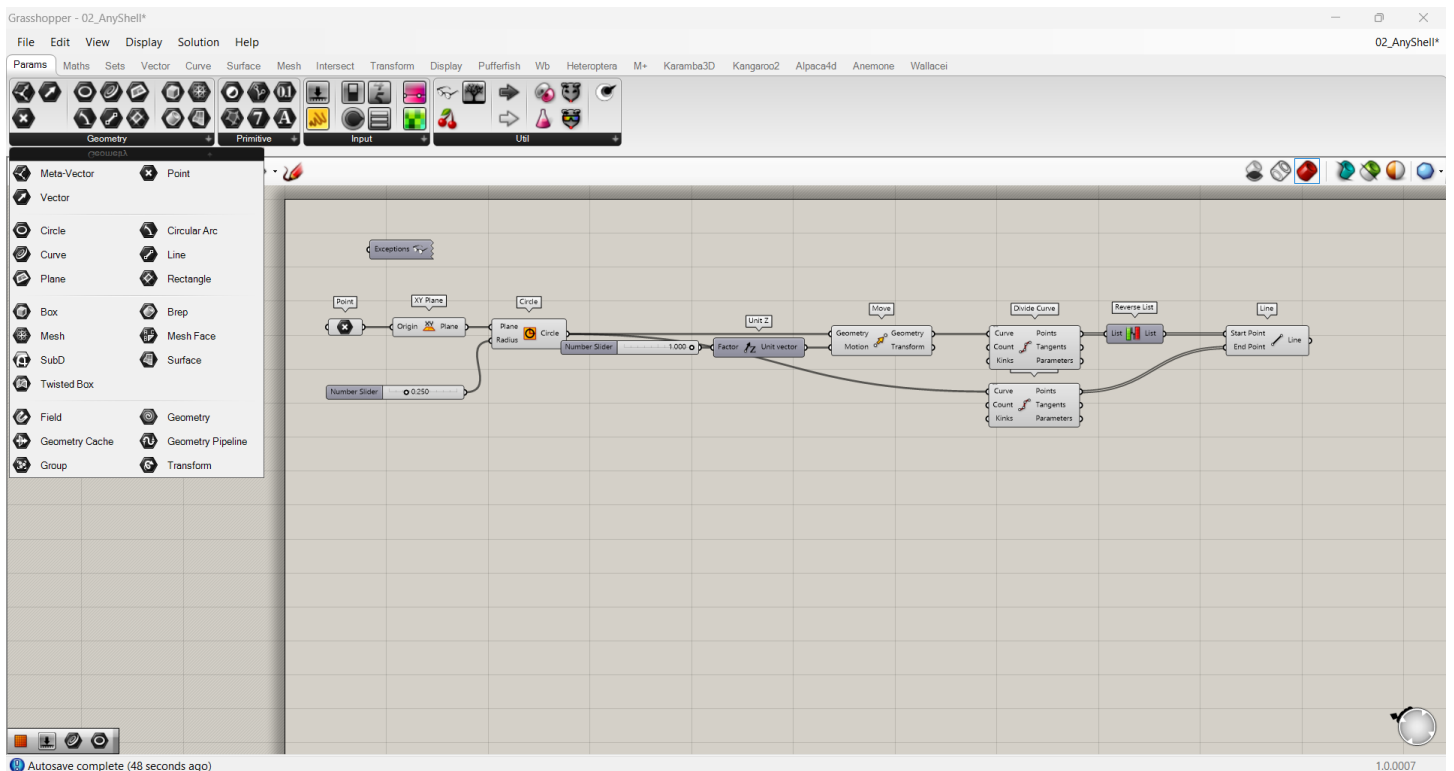 Grasshopper - 02_AnyShell*
File Edit View Display Solution Help 02_AnyShell*
Params Maths Sets Vector Curve Surface Mesh Intersect Transform Display Pufferfish Wb Heteroptera M+ Karamba3D Kangaroo2 Alpaca4d Anemone Wallacei
Geometry Primitive Input Util
Geometry
Meta-Vector Point
Vector
Circle Circular Arc
Curve Line
Plane Rectangle
Box Brep
Mesh Mesh Face
SubD Surface
Twisted Box
Field Geometry
Geometry Cache Geometry Pipeline
Group Transform
Exceptions
Point XY Plane Circle Unit Z Move Divide Curve Reverse List Line
Origin XY Plane
Plane Circle
Radius
Number Slider 1.000
Factor Z Unit vector
Geometry Geometry
Motion Transform
Curve Points
Count Tangents
Kinks Parameters
List List
Start Point Line
End Point
Number Slider 0.250
Curve Points
Count Tangents
Kinks Parameters
Autosave complete (48 seconds ago) 1.0.0007